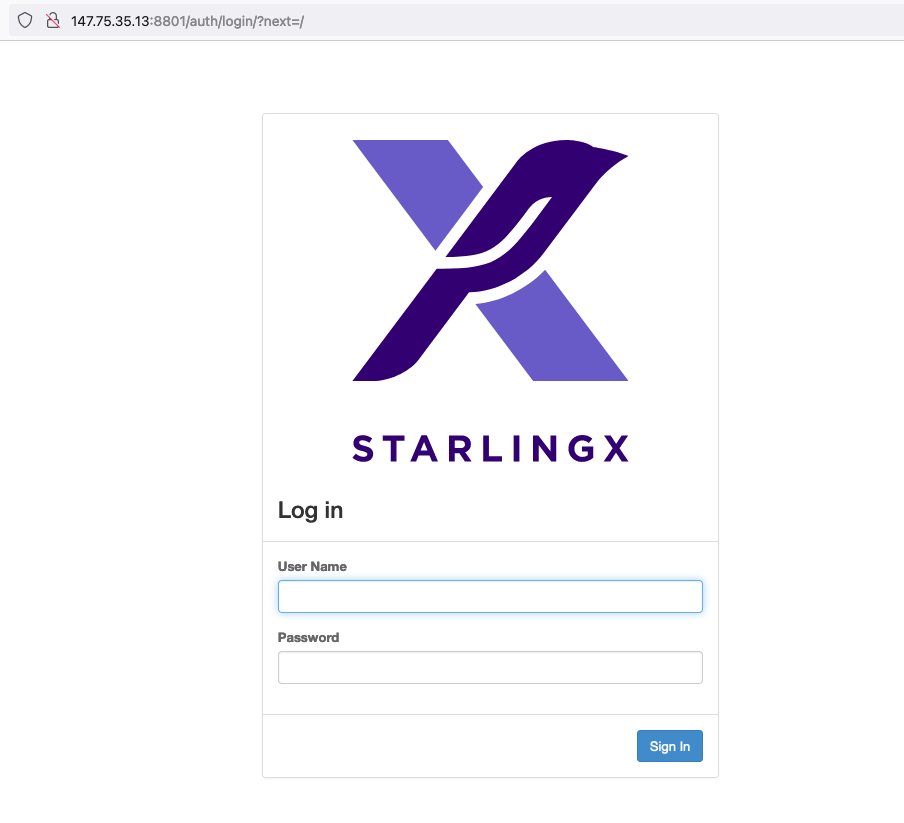 147.75.35.13:8801/auth/login/?next=/
STARLINGX
Log in
User Name
Password
Sign In